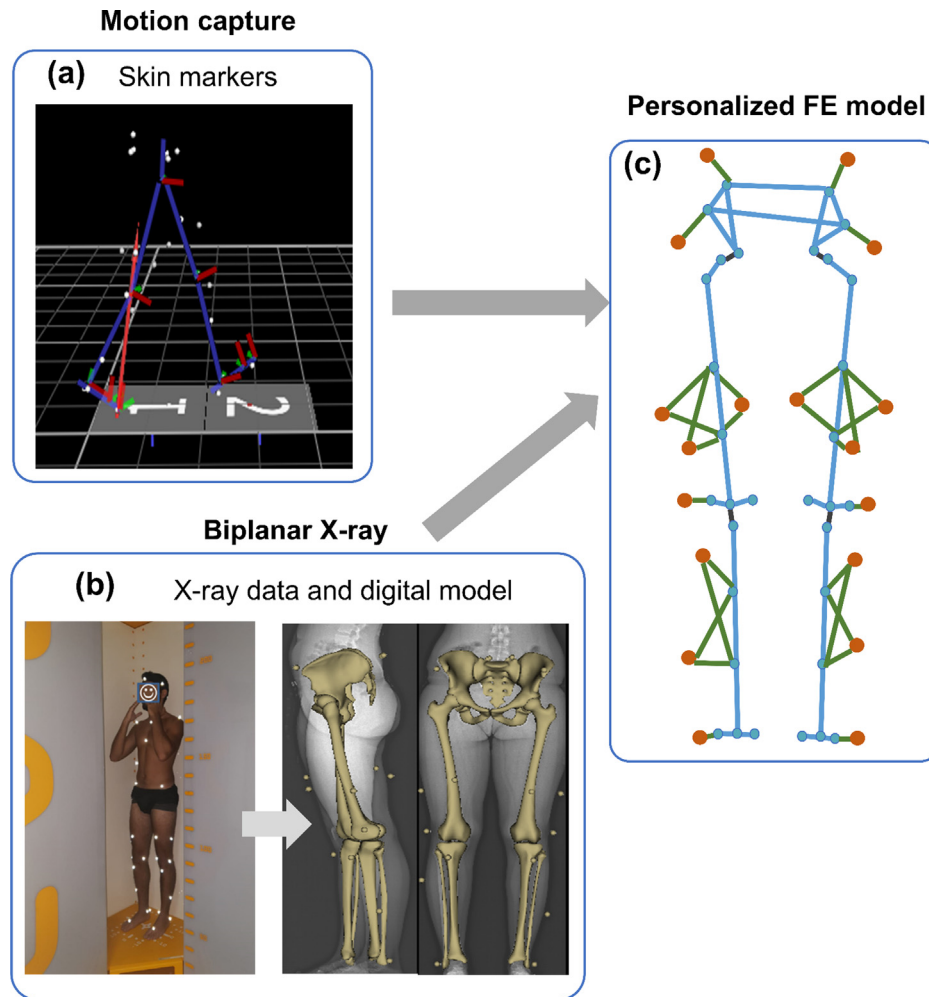 Motion capture
(a) Skin markers
1 2
Personalized FE model
(c)
Biplanar X-ray
(b) X-ray data and digital model